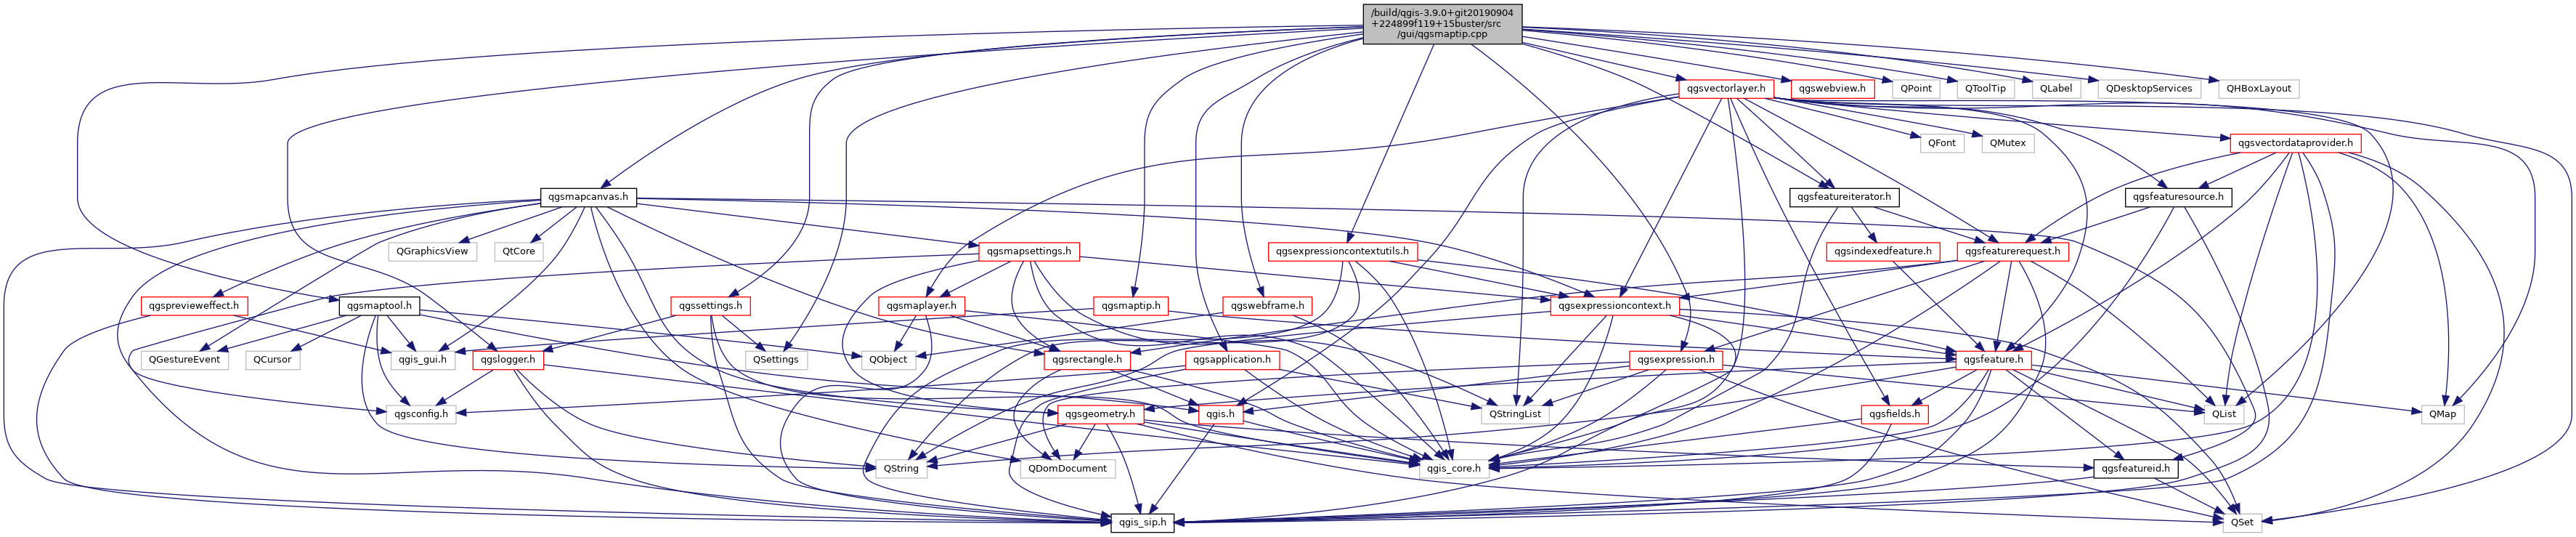 /build/qgis-3.9.0+git20190904
+224899f119+15buster/src
/gui/qgsmaptip.cpp
qgsvectorlayer.h
qgswebview.h
QPoint
QToolTip
QLabel
QDesktopServices
QHBoxLayout
QFont
QMutex
qgsvectordataprovider.h
qgsmapcanvas.h
qgsfeatureiterator.h
qgsfeaturesource.h
QGraphicsView
QtCore
qgsmapsettings.h
qgsexpressioncontextutils.h
qgsindexedfeature.h
qgsfeaturerequest.h
qgspreVieweffect.h
qgsmaptool.h
qgssettings.h
qgsmaplayer.h
qgsmaptip.h
qgswebframe.h
qgsexpressioncontext.h
QGestureEvent
QCursor
qgis_gui.h
qgslogger.h
QSettings
QObject
qgsrectangle.h
qgsapplication.h
qgsexpression.h
qgsfeature.h
qgsconfig.h
qgsgeometry.h
qgis.h
QStringList
qgsfields.h
QList
QMap
QString
QDomDocument
qgis_core.h
qgsfeatureid.h
qgis_sip.h
QSet